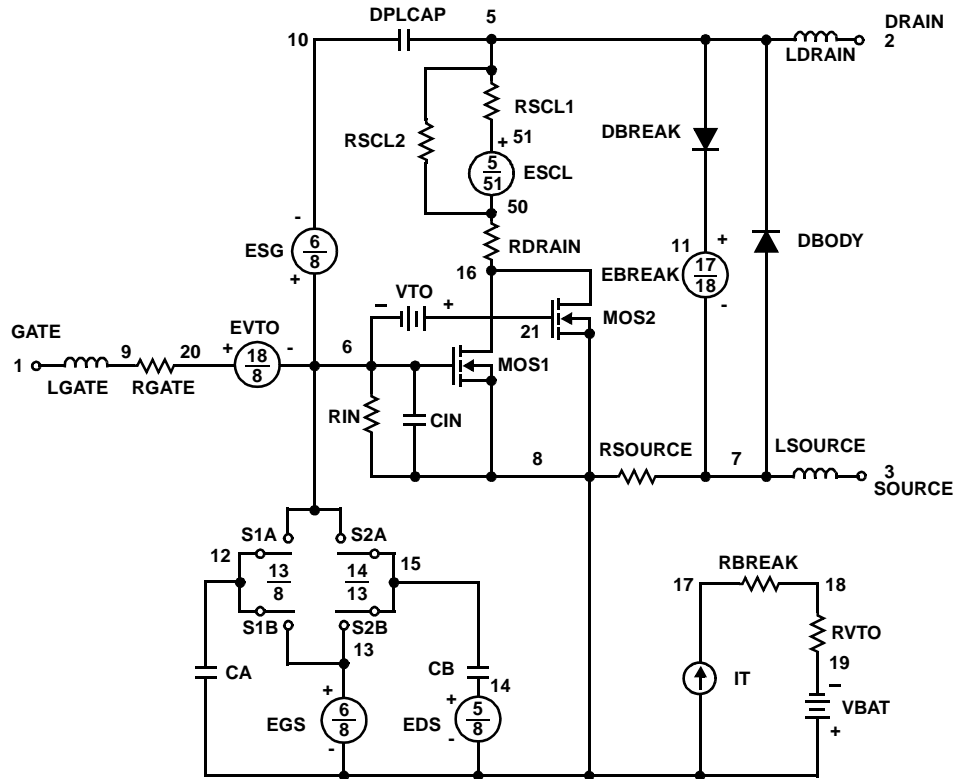 DPLCAP
5
DRAIN
2
10
LDRAIN
RSCL1
RSCL2
DBREAK
+ 51
5
51
ESCL
50
-
ESG
6
8
+
RDRAIN
16
11
+
EBREAK
17
18
-
DBODY
VTO
- +
21
MOS2
GATE
1
9
20
EVTO
+
18
8
-
6
MOS1
LGATE
RGATE
RIN
CIN
8
RSOURCE
7
LSOURCE
3
SOURCE
S1A
S2A
12
13
8
14
13
15
S1B
S2B
13
RBREAK
17
18
RVTO
19
CA
CB
14
+
EGS
6
8
-
+
EDS
5
8
-
IT
-
VBAT
+